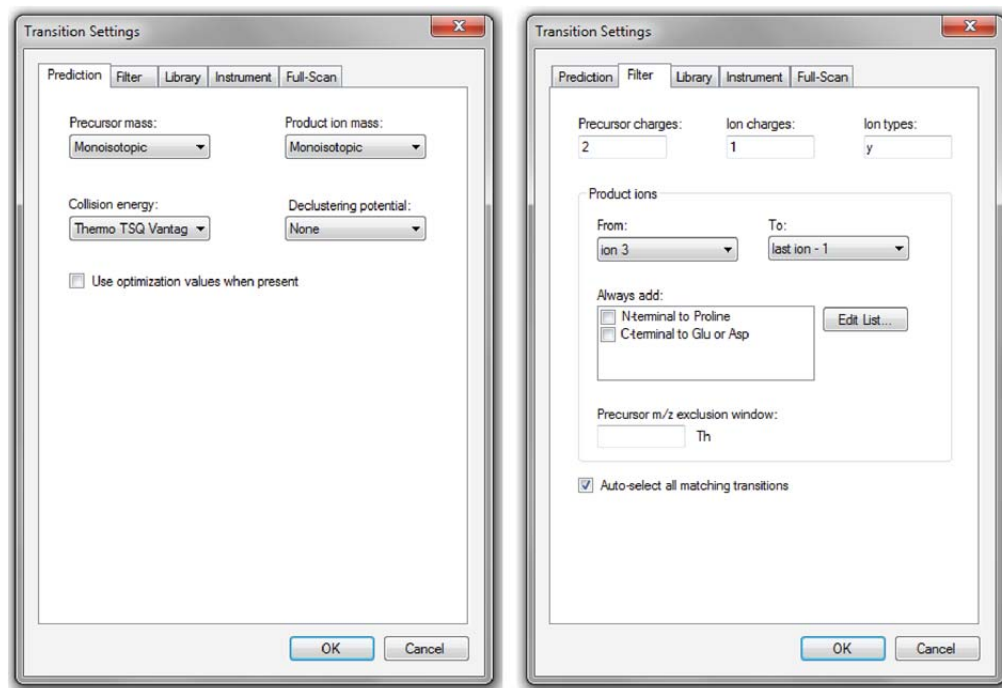 Transition Settings
Prediction Filter Library Instrument Full-Scan
Precursor mass: Product ion mass:
Monoisotopic Monoisotopic
Collision energy: Declustering potential:
Thermo TSQ Vantag None
Use optimization values when present
OK Cancel
Transition Settings
Prediction Filter Library Instrument Full-Scan
Precursor charges: Ion charges: Ion types:
2 1 y
Product ions
From: To:
ion 3 last ion - 1
Always add:
N-terminal to Proline
C-terminal to Glu or Asp
Edit List...
Precursor m/z exclusion window:
Th
Auto-select all matching transitions
OK Cancel